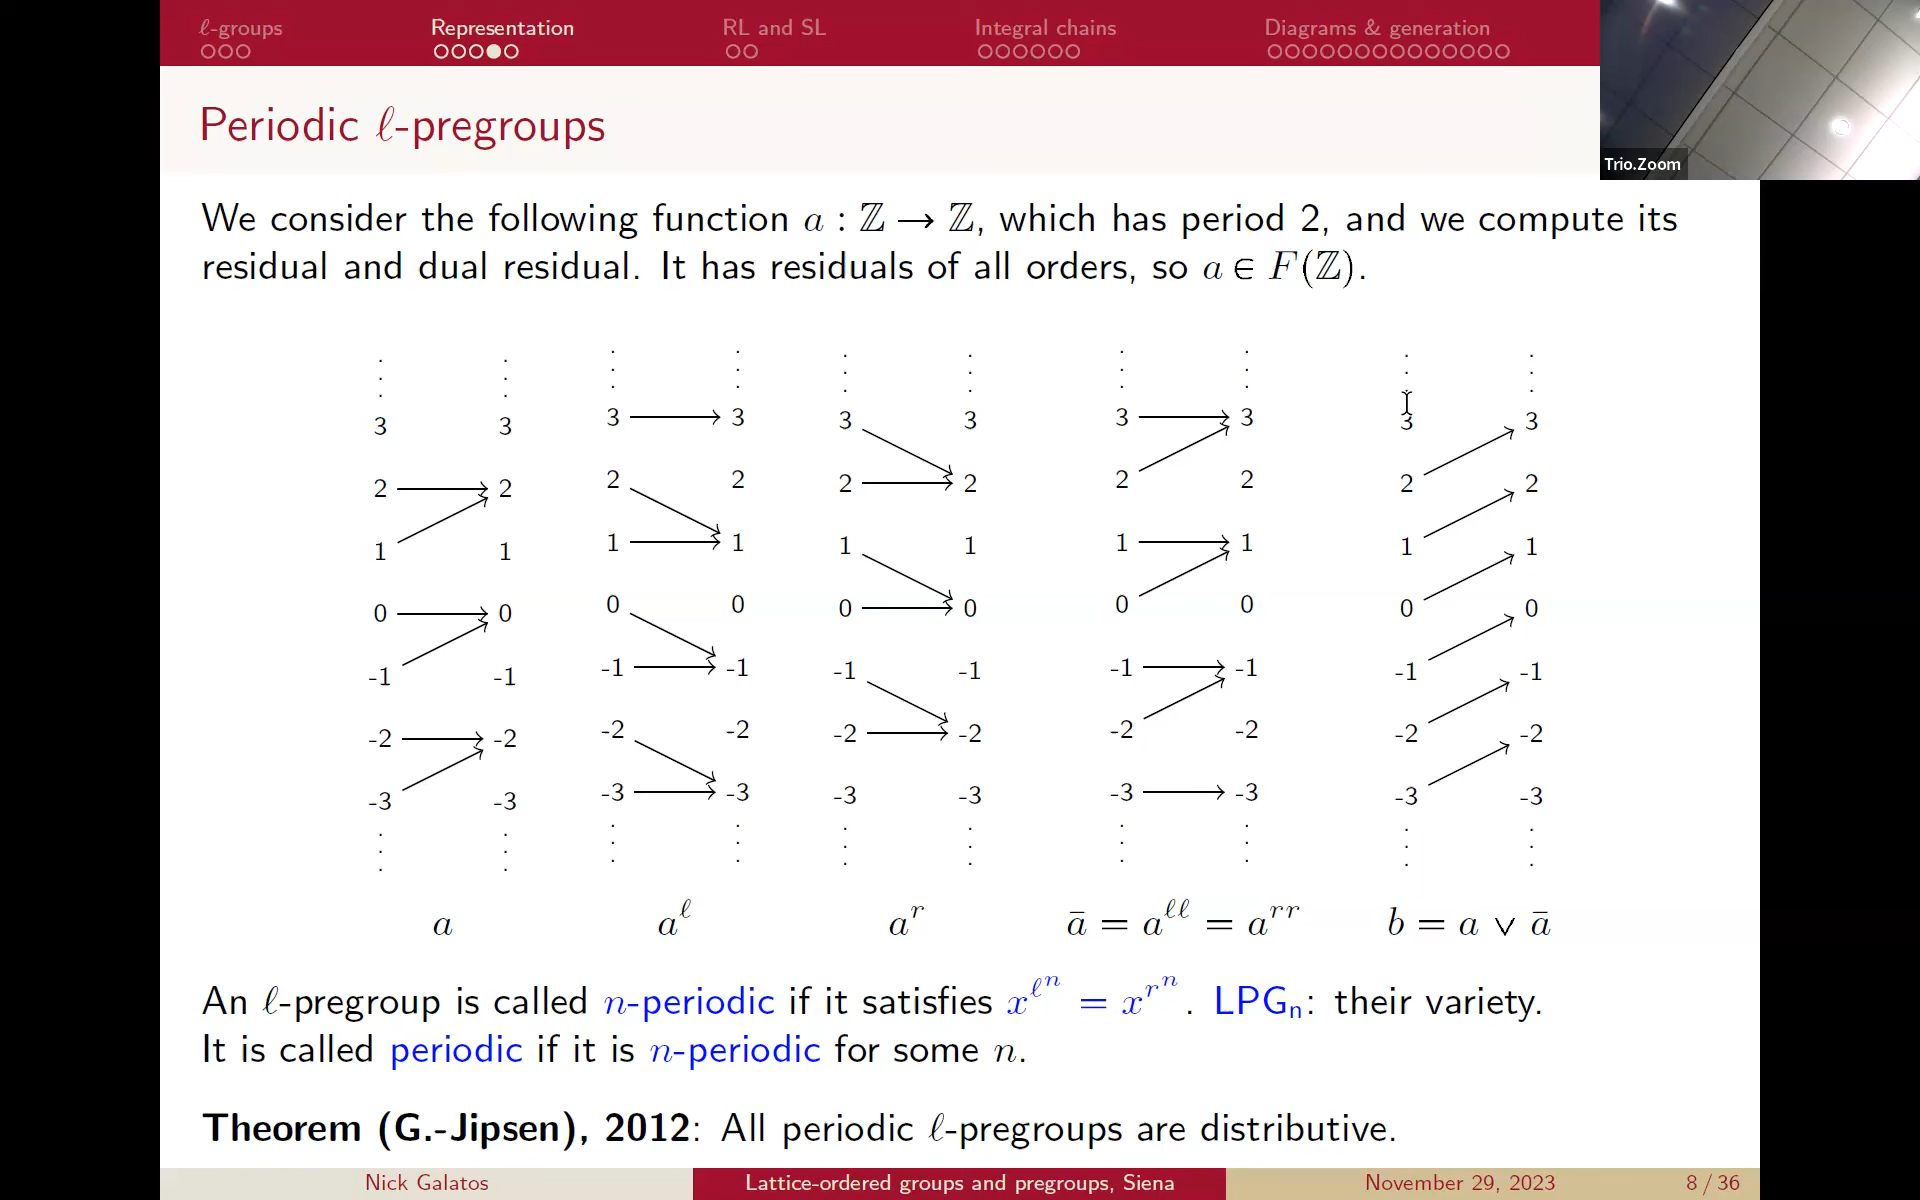 ℓ-groups Representation RL and SL Integral chains Diagrams & generation
Trio.Zoom
Periodic ℓ-pregroups
We consider the following function a : ℤ → ℤ, which has period 2, and we compute its
residual and dual residual. It has residuals of all orders, so a ∈ F(ℤ).
3 3 3 3 3 3 3 3 3 3
2 2 2 2 2 2 2 2 2 2
1 1 1 1 1 1 1 1 1 1
0 0 0 0 0 0 0 0 0 0
-1 -1 -1 -1 -1 -1 -1 -1 -1 -1
-2 -2 -2 -2 -2 -2 -2 -2 -2 -2
-3 -3 -3 -3 -3 -3 -3 -3 -3 -3
a a^ℓ a^r ā = a^{ℓℓ} = a^{rr} b = a ∨ ā
An ℓ-pregroup is called n-periodic if it satisfies x^{ℓ^n} = x^{r^n}. LPG_n: their variety.
It is called periodic if it is n-periodic for some n.
Theorem (G.-Jipsen), 2012: All periodic ℓ-pregroups are distributive.
Nick Galatos Lattice-ordered groups and pregroups, Siena November 29, 2023 8 / 36